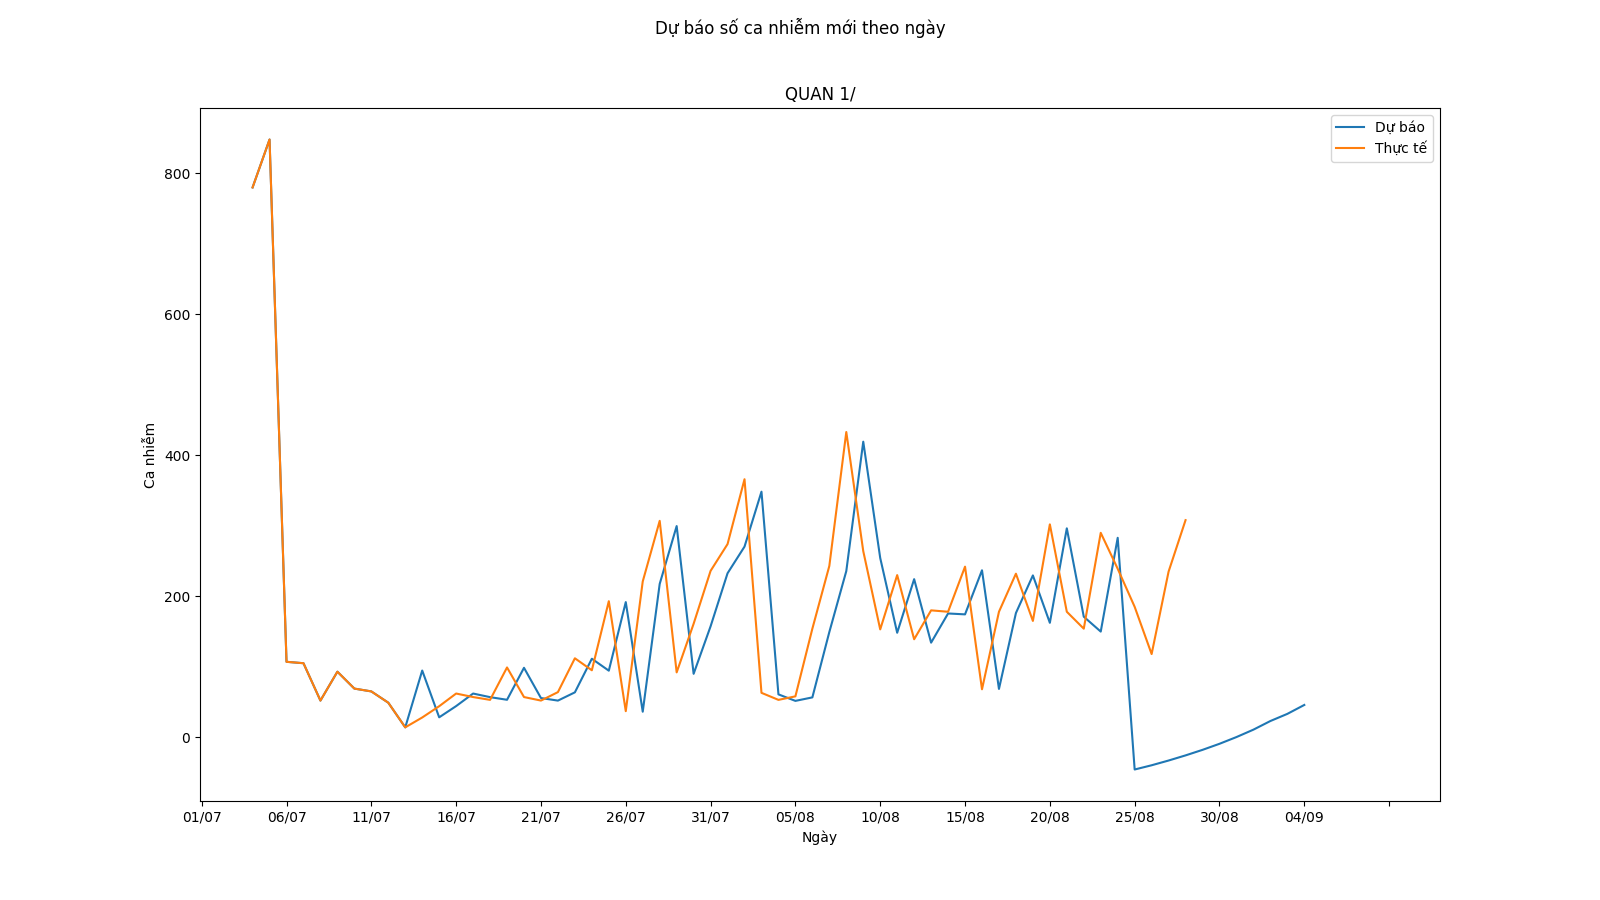 Dự báo số ca nhiễm mới theo ngày
QUAN 1/
Dự báo
Thực tế
800
600
400
200
0
Ca nhiễm
01/07 06/07 11/07 16/07 21/07 26/07 31/07 05/08 10/08 15/08 20/08 25/08 30/08 04/09
Ngày